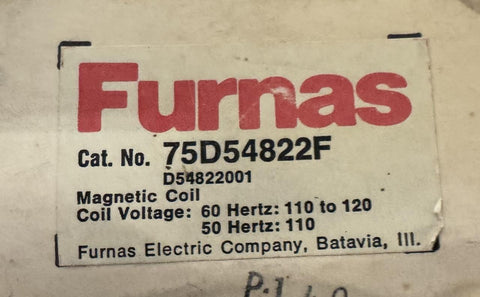 Furnas
Cat. No. 75D54822F
D54822001
Magnetic Coil
Coil Voltage: 60 Hertz: 110 to 120
50 Hertz: 110
Furnas Electric Company, Batavia, Ill.